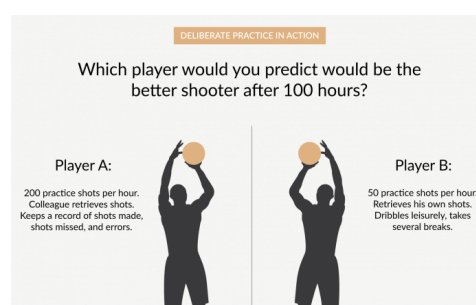 DELIBERATE PRACTICE IN ACTION
Which player would you predict would be the
better shooter after 100 hours?
Player A:
200 practice shots per hour.
Colleague retrieves shots.
Keeps a record of shots made,
shots missed, and errors.
Player B:
50 practice shots per hour
Retrieves his own shots.
Dribbles leisurely, takes
several breaks.